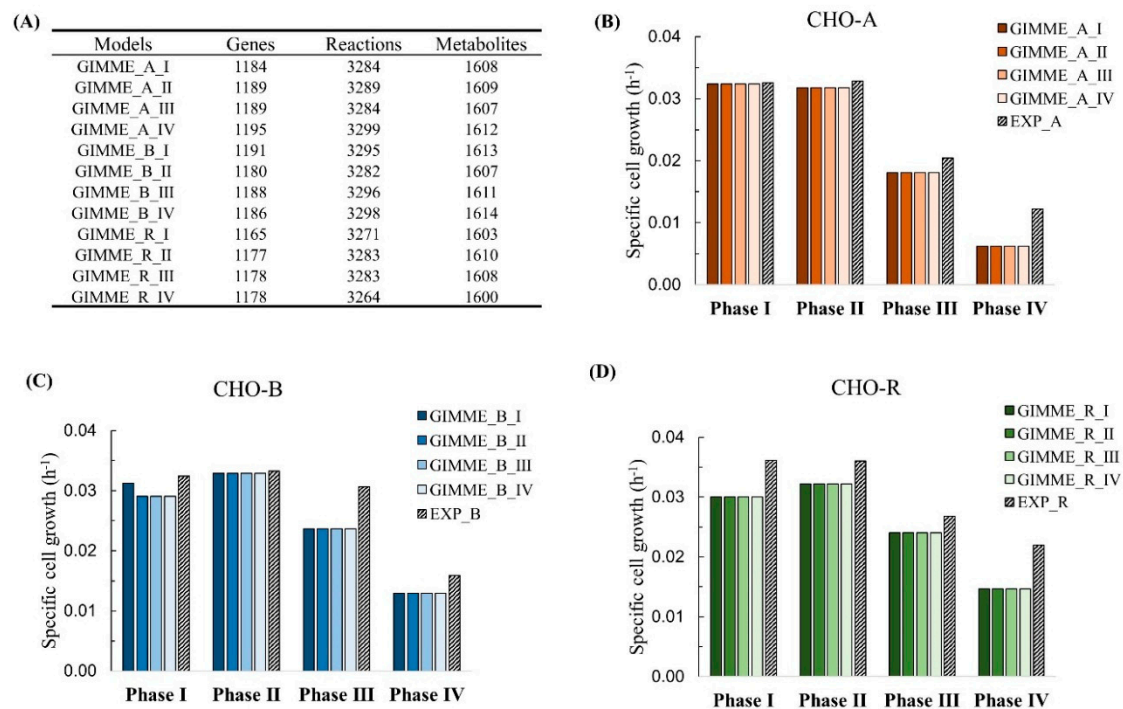 (A)
Models Genes Reactions Metabolites
GIMME_A_I 1184 3284 1608
GIMME_A_II 1189 3289 1609
GIMME_A_III 1189 3284 1607
GIMME_A_IV 1195 3299 1612
GIMME_B_I 1191 3295 1613
GIMME_B_II 1180 3282 1607
GIMME_B_III 1188 3296 1611
GIMME_B_IV 1186 3298 1614
GIMME_R_I 1165 3271 1603
GIMME_R_II 1177 3283 1610
GIMME_R_III 1178 3283 1608
GIMME_R_IV 1178 3264 1600
(B)
CHO-A
Specific cell growth (h⁻¹)
0.04
0.03
0.02
0.01
0.00
Phase I Phase II Phase III Phase IV
GIMME_A_I
GIMME_A_II
GIMME_A_III
GIMME_A_IV
EXP_A
(C)
CHO-B
Specific cell growth (h⁻¹)
0.04
0.03
0.02
0.01
0.00
Phase I Phase II Phase III Phase IV
GIMME_B_I
GIMME_B_II
GIMME_B_III
GIMME_B_IV
EXP_B
(D)
CHO-R
Specific cell growth (h⁻¹)
0.04
0.03
0.02
0.01
0.00
Phase I Phase II Phase III Phase IV
GIMME_R_I
GIMME_R_II
GIMME_R_III
GIMME_R_IV
EXP_R